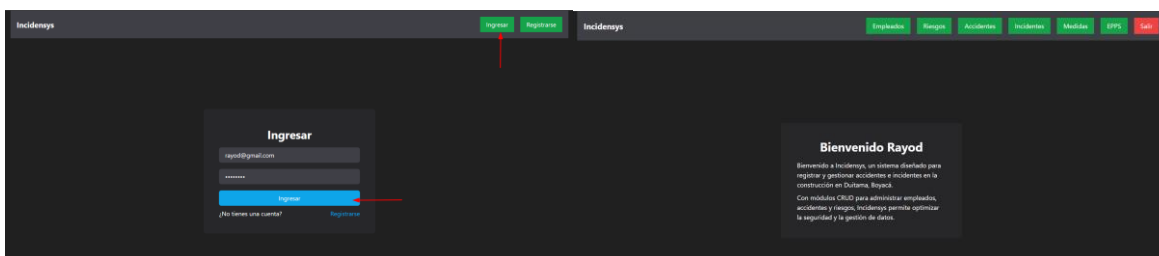 Incidensys
Ingresar
Registrarse
Ingresar
rayod@gmail.com
••••••••
Ingresar
¿No tienes una cuenta?
Registrarse
Incidensys
Empleados
Riesgos
Accidentes
Incidentes
Medidas
EPPS
Salir
Bienvenido Rayod
Bienvenido a Incidensys, un sistema diseñado para
registrar y gestionar accidentes e incidentes en la
construcción en Duitama, Boyacá.
Con módulos CRUD para administrar empleados,
accidentes y riesgos, Incidensys permite optimizar
la seguridad y la gestión de datos.